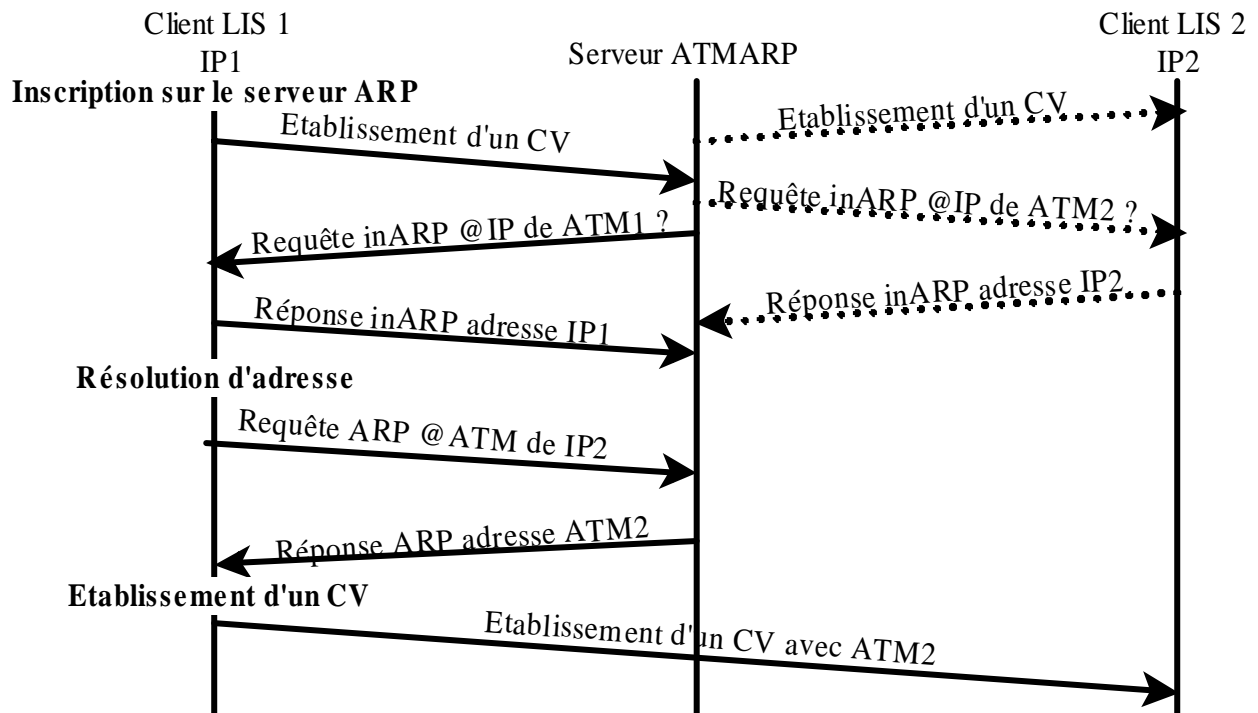 Client LIS 1
IP1
Serveur ATMARP
Client LIS 2
IP2
Inscription sur le serveur ARP
Etablissement d'un CV
Etablissement d'un CV
Requête inARP @IP de ATM2 ?
Requête inARP @IP de ATM1 ?
Réponse inARP adresse IP2
Réponse inARP adresse IP1
Résolution d'adresse
Requête ARP @ATM de IP2
Réponse ARP adresse ATM2
Etablissement d'un CV
Etablissement d'un CV avec ATM2